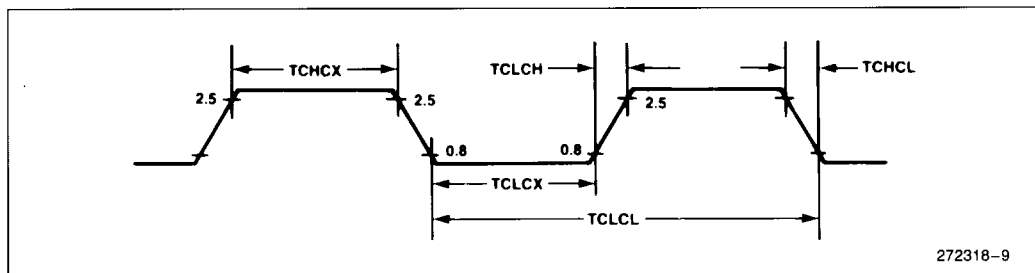 TCHCX TCLCH TCHCL
2.5 2.5 2.5
0.8 0.8
TCLCX
TCLCL
272318-9